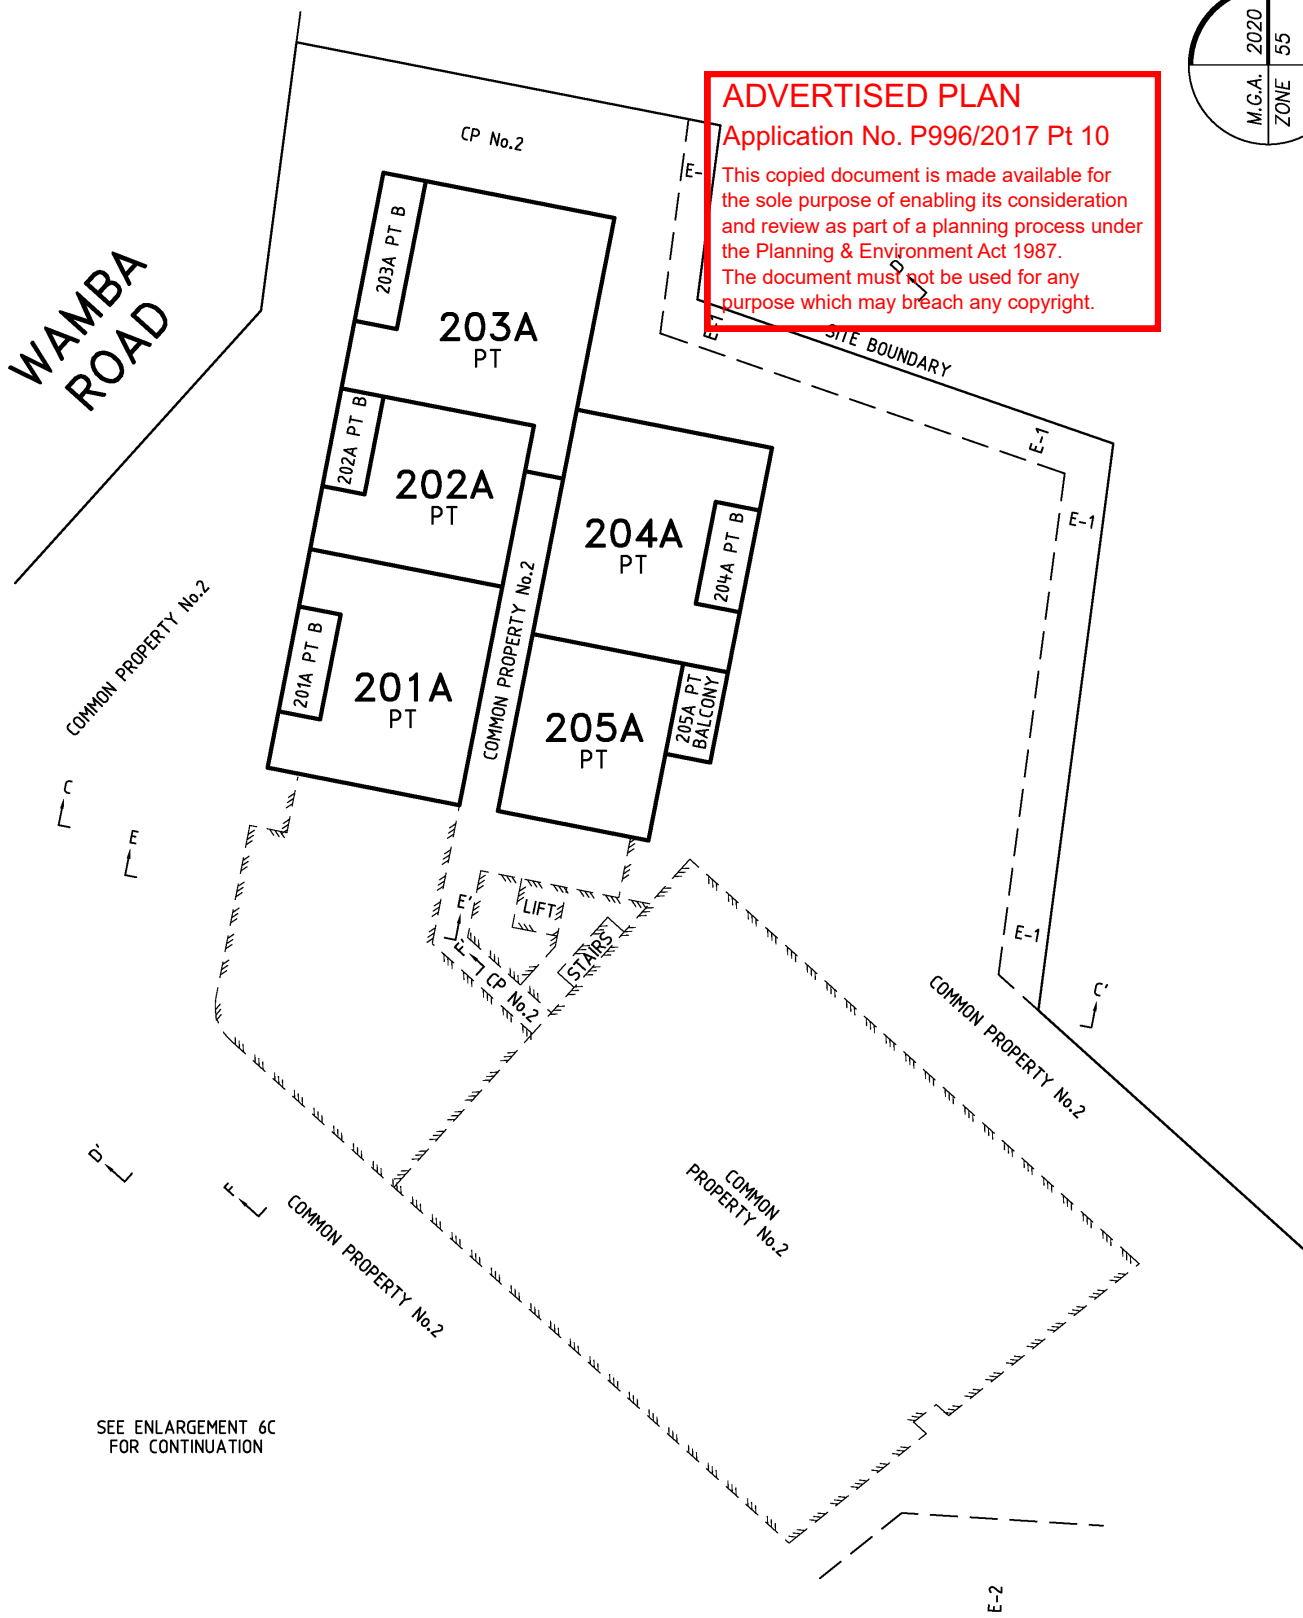 M.G.A. 2020
ZONE 55
ADVERTISED PLAN
Application No. P996/2017 Pt 10
This copied document is made available for
the sole purpose of enabling its consideration
and review as part of a planning process under
the Planning & Environment Act 1987.
The document must not be used for any
purpose which may breach any copyright.
CP No.2
E-
D'
E-1
SITE BOUNDARY
WAMBA
ROAD
203A PT B
203A
PT
202A PT B
202A
PT
E-1
E-1
204A
PT
204A PT B
COMMON PROPERTY No.2
COMMON PROPERTY No.2
201A PT B
201A
PT
205A
PT
205A PT
BALCONY
C
E
E'
LIFT
STAIRS
F'
CP No.2
E-1
C'
COMMON PROPERTY No.2
D'
F
COMMON PROPERTY No.2
COMMON
PROPERTY No.2
SEE ENLARGEMENT 6C
FOR CONTINUATION
E-2